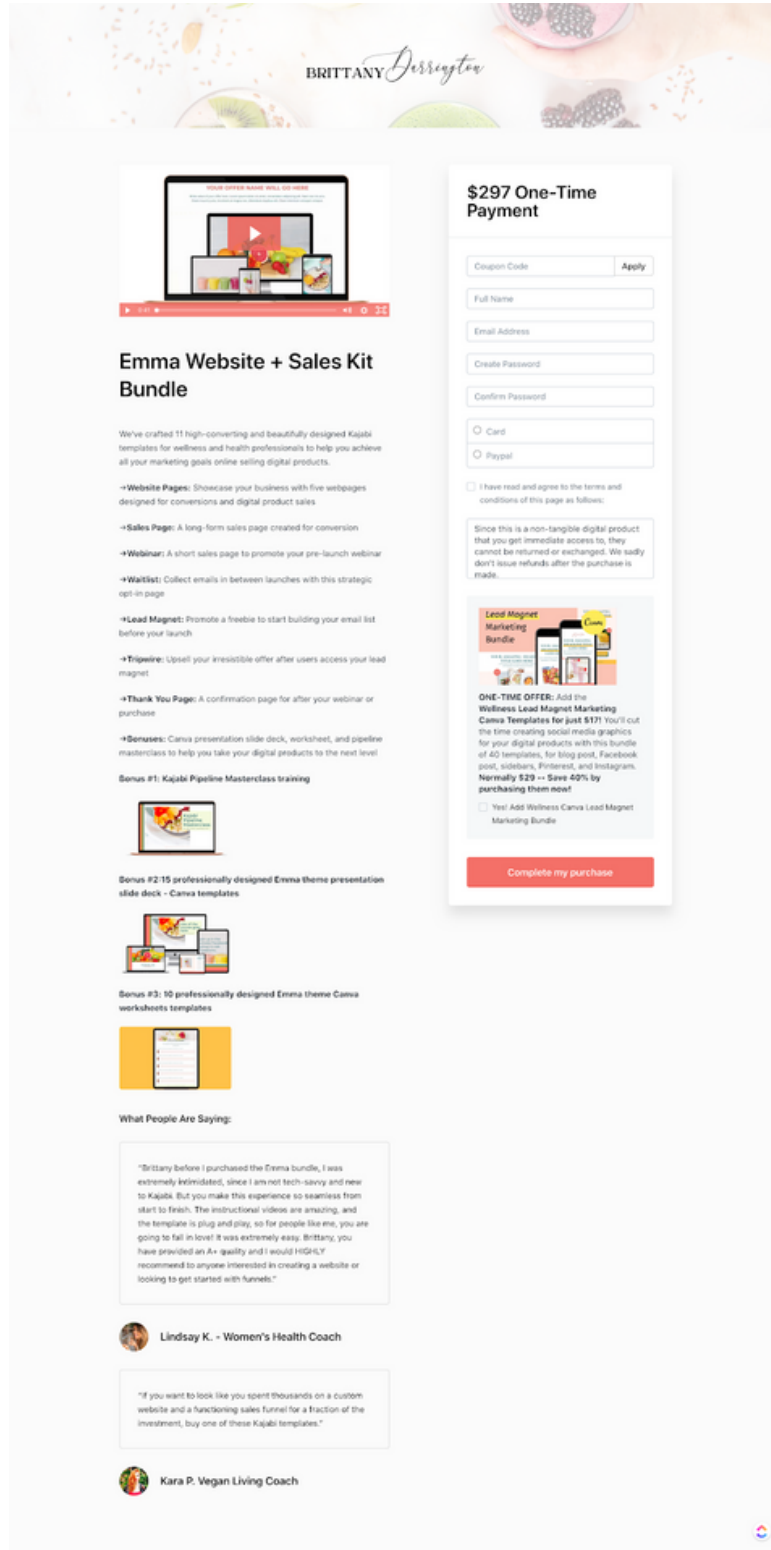 BRITTANY Darrington
YOUR OFFER NAME WILL GO HERE
Emma Website + Sales Kit
Bundle
We've crafted 11 high-converting and beautifully designed Kajabi
templates for wellness and health professionals to help you achieve
all your marketing goals online selling digital products.
→Website Pages: Showcase your business with five webpages
designed for conversions and digital product sales
→Sales Page: A long-form sales page created for conversion
→Webinar: A short sales page to promote your pre-launch webinar
→Waitlist: Collect emails in between launches with this strategic
opt-in page
→Lead Magnet: Promote a freebie to start building your email list
before your launch
→Tripwire: Upsell your irresistible offer after users access your lead
magnet
→Thank You Page: A confirmation page for after your webinar or
purchase
→Bonuses: Canva presentation slide deck, worksheet, and pipeline
masterclass to help you take your digital products to the next level
Bonus #1: Kajabi Pipeline Masterclass training
Bonus #2:15 professionally designed Emma theme presentation
slide deck - Canva templates
Bonus #3: 10 professionally designed Emma theme Canva
worksheets templates
What People Are Saying:
"Brittany before I purchased the Emma bundle, I was
extremely intimidated, since I am not tech-savvy and new
to Kajabi. But you make this experience so seamless from
start to finish. The instructional videos are amazing, and
the template is plug and play, so for people like me, you are
going to fall in love! It was extremely easy. Brittany, you
have provided an A+ quality and I would HIGHLY
recommend to anyone interested in creating a website or
looking to get started with funnels."
Lindsay K. - Women's Health Coach
"If you want to look like you spent thousands on a custom
website and a functioning sales funnel for a fraction of the
investment, buy one of these Kajabi templates."
Kara P. Vegan Living Coach
$297 One-Time
Payment
Coupon Code
Apply
Full Name
Email Address
Create Password
Confirm Password
Card
Paypal
I have read and agree to the terms and
conditions of this page as follows:
Since this is a non-tangible digital product
that you get immediate access to, they
cannot be returned or exchanged. We sadly
don't issue refunds after the purchase is
made.
Lead Magnet
Marketing
Bundle
Canva
ONE-TIME OFFER: Add the
Wellness Lead Magnet Marketing
Canva Templates for just $17! You'll cut
the time creating social media graphics
for your digital products with this bundle
of 40 templates, for blog post, Facebook
post, sidebars, Pinterest, and Instagram.
Normally $29 -- Save 40% by
purchasing them now!
Yes! Add Wellness Canva Lead Magnet
Marketing Bundle
Complete my purchase